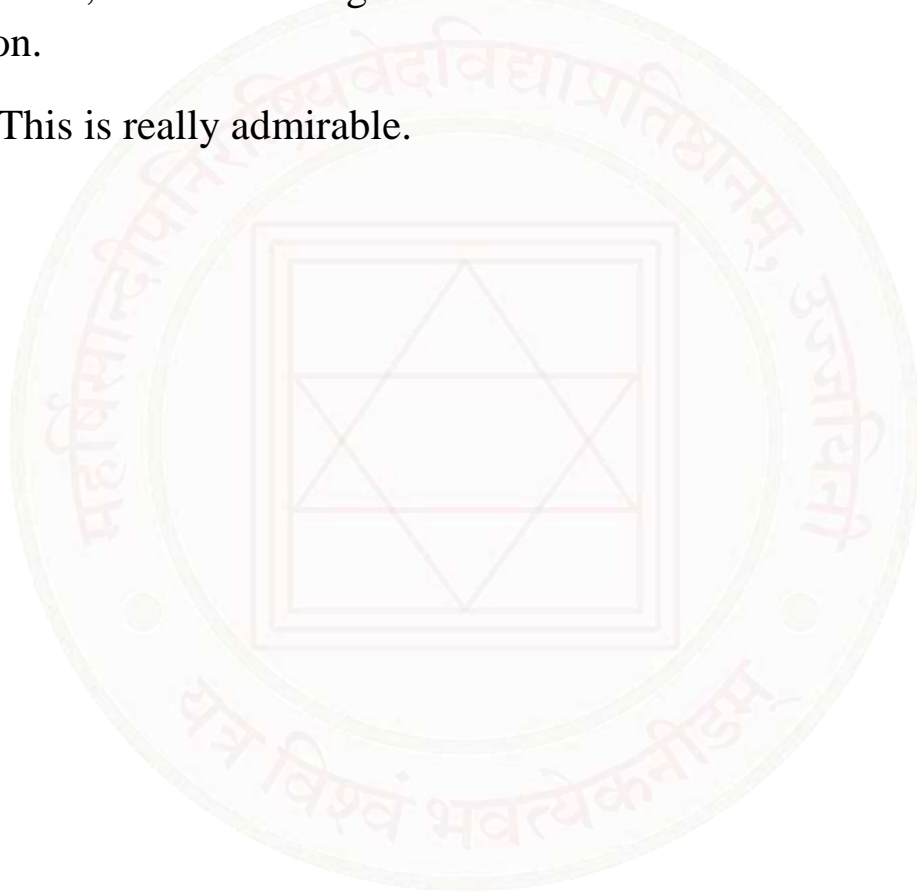 on.
This is really admirable.
महर्षिसान्दीपनिराष्ट्रियवेदविद्याप्रतिष्ठानम्, उज्जयिनी
यत्र विश्वं भवत्येकनीडम्